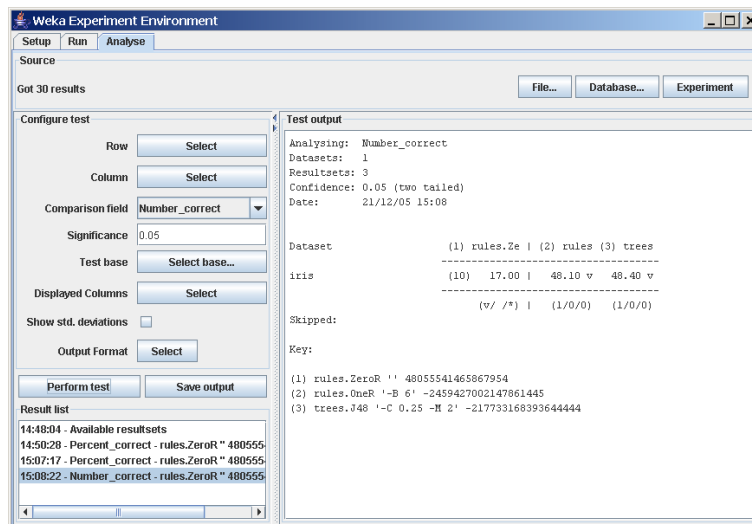 Weka Experiment Environment
Setup Run Analyse
Source
Got 30 results
File... Database... Experiment
Configure test
Row Select
Column Select
Comparison field Number_correct
Significance 0.05
Test base Select base...
Displayed Columns Select
Show std. deviations
Output Format Select
Perform test Save output
Result list
14:48:04 - Available resultsets
14:50:28 - Percent_correct - rules.ZeroR '' 480555
15:07:17 - Percent_correct - rules.ZeroR '' 480555
15:08:22 - Number_correct - rules.ZeroR '' 480555
Test output
Analysing: Number_correct
Datasets: 1
Resultsets: 3
Confidence: 0.05 (two tailed)
Date: 21/12/05 15:08
Dataset (1) rules.Ze | (2) rules (3) trees
------------------------------------------
iris (10) 17.00 | 48.10 v 48.40 v
------------------------------------------
(v/ /*) | (1/0/0) (1/0/0)
Skipped:
Key:
(1) rules.ZeroR '' 48055541465867954
(2) rules.OneR '-B 6' -2459427002147861445
(3) trees.J48 '-C 0.25 -M 2' -217733168393644444